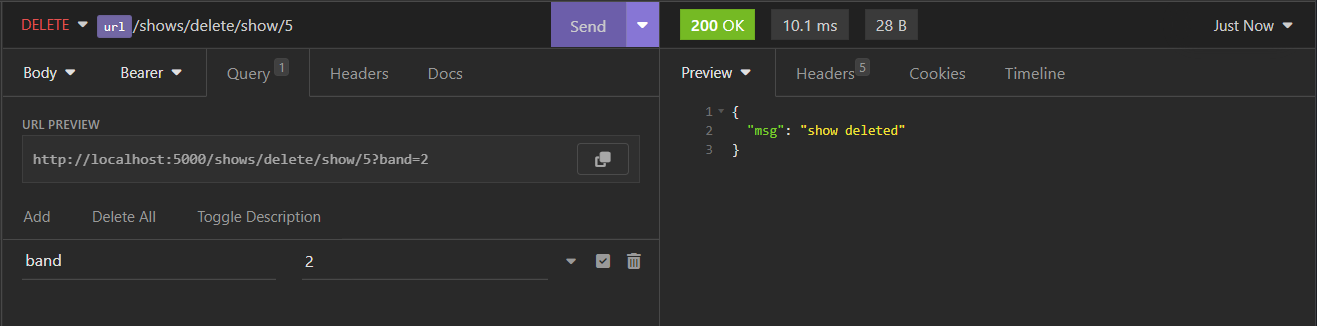 DELETE url/shows/delete/show/5 Send
200 OK 10.1 ms 28 B Just Now
Body Bearer Query 1 Headers Docs
Preview Headers 5 Cookies Timeline
URL PREVIEW
http://localhost:5000/shows/delete/show/5?band=2
Add Delete All Toggle Description
band 2
1 {
2 "msg": "show deleted"
3 }